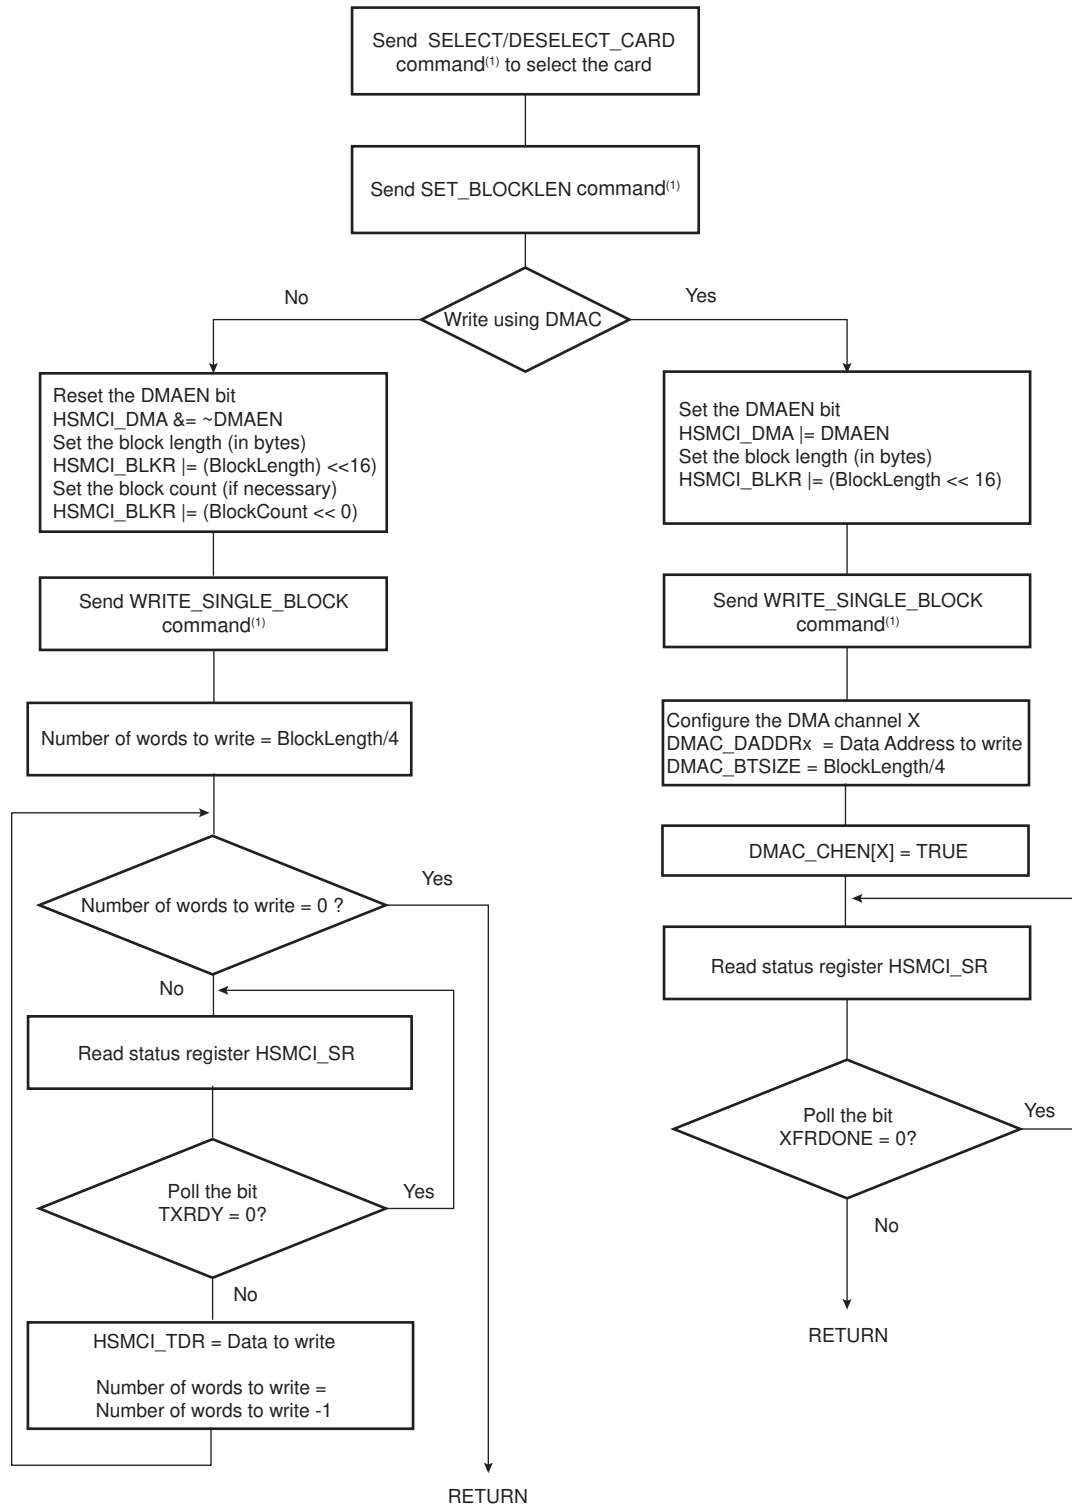 Send SELECT/DESELECT_CARD
command(1) to select the card
Send SET_BLOCKLEN command(1)
No
Yes
Write using DMAC
Reset the DMAEN bit
HSMCI_DMA &= ~DMAEN
Set the block length (in bytes)
HSMCI_BLKR |= (BlockLength) <<16)
Set the block count (if necessary)
HSMCI_BLKR |= (BlockCount << 0)
Send WRITE_SINGLE_BLOCK
command(1)
Number of words to write = BlockLength/4
Number of words to write = 0 ?
Yes
No
Read status register HSMCI_SR
Poll the bit
TXRDY = 0?
Yes
No
HSMCI_TDR = Data to write
Number of words to write =
Number of words to write -1
RETURN
Set the DMAEN bit
HSMCI_DMA |= DMAEN
Set the block length (in bytes)
HSMCI_BLKR |= (BlockLength << 16)
Send WRITE_SINGLE_BLOCK
command(1)
Configure the DMA channel X
DMAC_DADDRx = Data Address to write
DMAC_BTSIZE = BlockLength/4
DMAC_CHEN[X] = TRUE
Read status register HSMCI_SR
Poll the bit
XFRDONE = 0?
Yes
No
RETURN